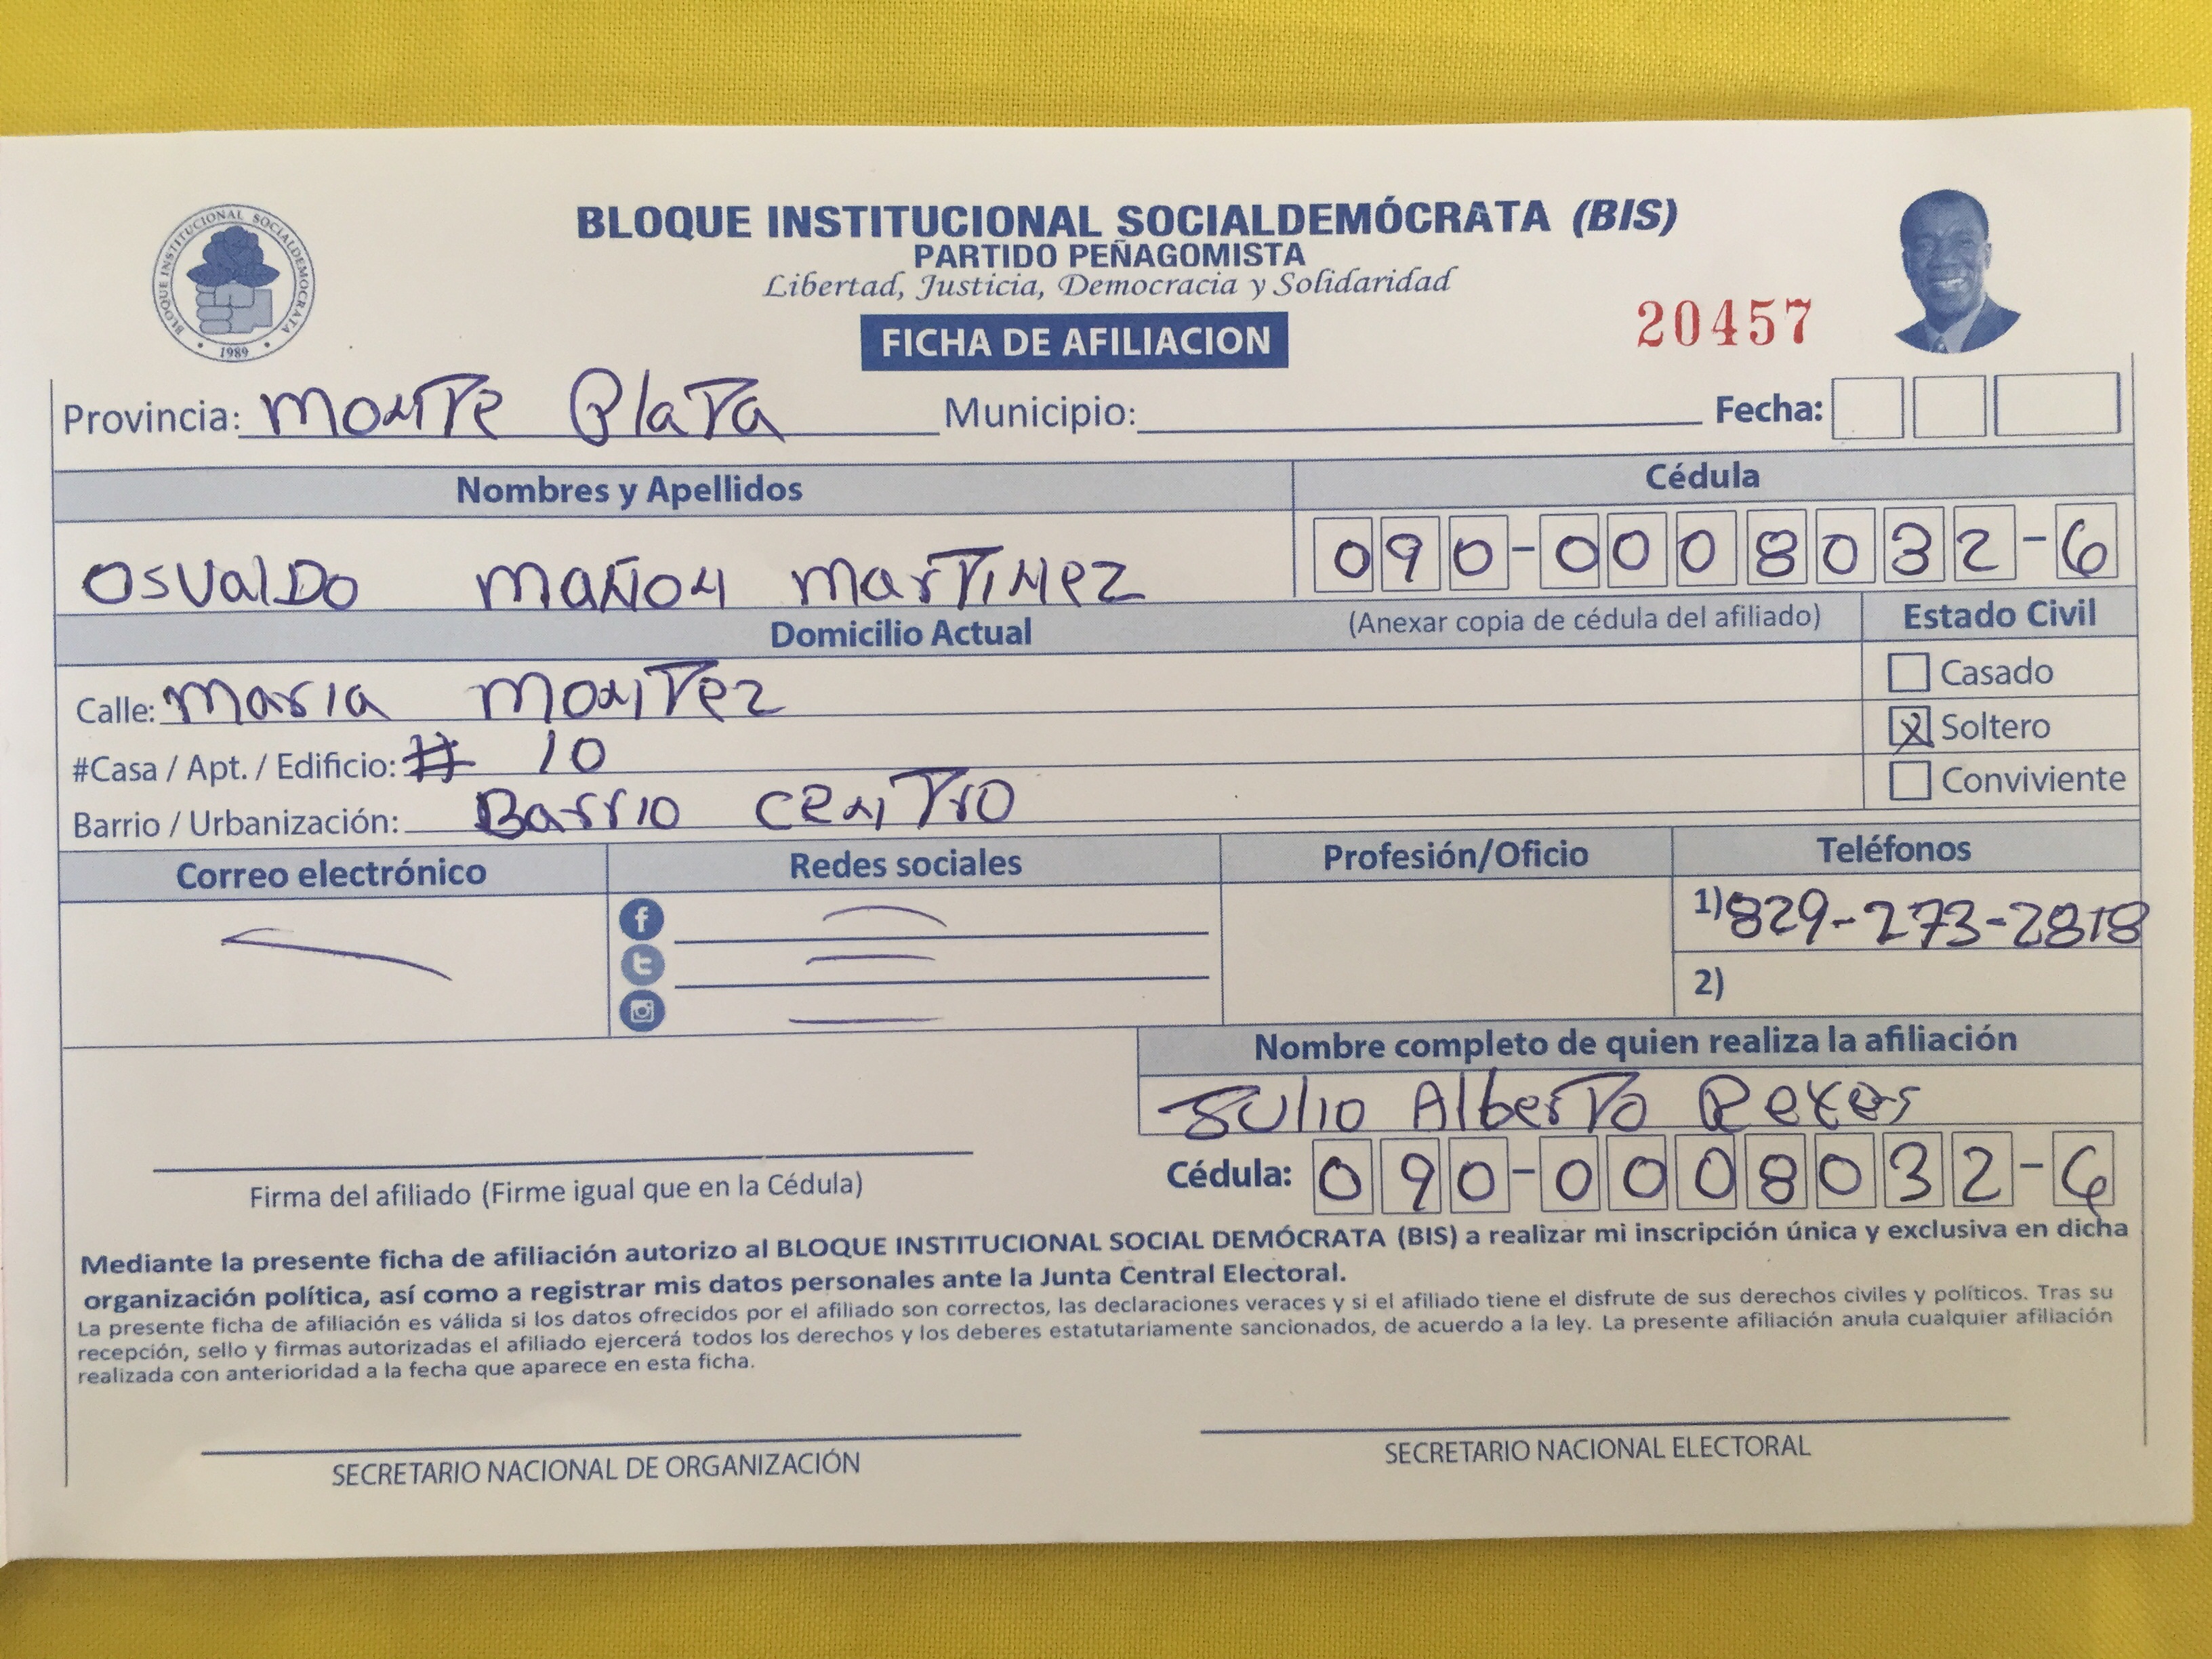 BLOQUE INSTITUCIONAL SOCIALDEMOCRATA
1989
BLOQUE INSTITUCIONAL SOCIALDEMÓCRATA (BIS)
PARTIDO PEÑAGOMISTA
Libertad, Justicia, Democracia y Solidaridad
FICHA DE AFILIACION
20457
Provincia: Monte Plata Municipio: Fecha:
Nombres y Apellidos Cédula
Osvaldo Mañon Martinez 090-0008032-6
Domicilio Actual (Anexar copia de cédula del afiliado) Estado Civil
Calle: Maria Montez
Casado
#Casa / Apt. / Edificio: # 10
X Soltero
Barrio / Urbanización: Barrio Centro
Conviviente
Correo electrónico Redes sociales Profesión/Oficio Teléfonos
1) 829-273-2818
2)
Nombre completo de quien realiza la afiliación
Julio Alberto Reyes
Cédula: 090-0008032-6
Firma del afiliado (Firme igual que en la Cédula)
Mediante la presente ficha de afiliación autorizo al BLOQUE INSTITUCIONAL SOCIAL DEMÓCRATA (BIS) a realizar mi inscripción única y exclusiva en dicha
organización política, así como a registrar mis datos personales ante la Junta Central Electoral.
La presente ficha de afiliación es válida si los datos ofrecidos por el afiliado son correctos, las declaraciones veraces y si el afiliado tiene el disfrute de sus derechos civiles y políticos. Tras su
recepción, sello y firmas autorizadas el afiliado ejercerá todos los derechos y los deberes estatutariamente sancionados, de acuerdo a la ley. La presente afiliación anula cualquier afiliación
realizada con anterioridad a la fecha que aparece en esta ficha.
SECRETARIO NACIONAL DE ORGANIZACIÓN
SECRETARIO NACIONAL ELECTORAL